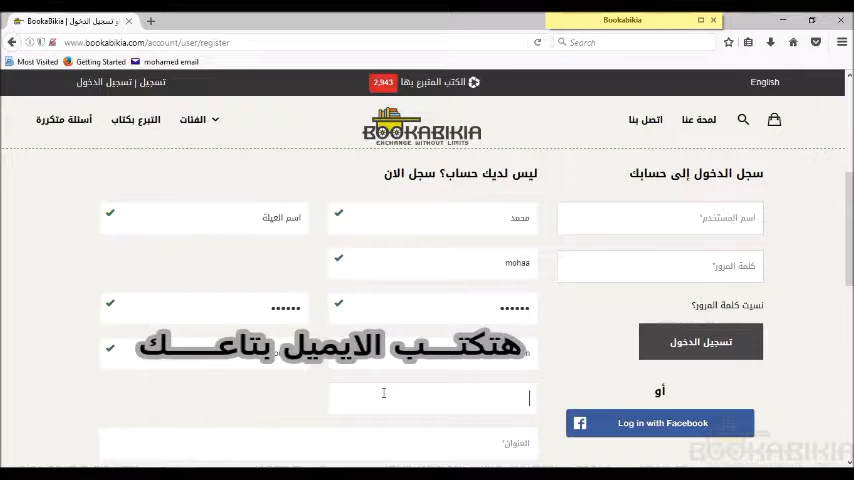 او تسجيل الدخول | BookaBikia
Bookabikia
www.bookabikia.com/account/user/register
Search
Most Visited
Getting Started
mohamed email
English
الكتب المتبرع بها 2,943
تسجيل | تسجيل الدخول
لمحة عنا
اتصل بنا
BOOKABIKIA
EXCHANGE WITHOUT LIMITS
الفئات
التبرع بكتاب
أسئلة متكررة
سجل الدخول إلى حسابك
ليس لديك حساب؟ سجل الان
اسم المستخدم*
محمد
اسم العيلة
كلمة المرور*
mohaa
نسيت كلمة المرور؟
••••••
••••••
تسجيل الدخول
هتكتـــب الايميل بتاعـــــك
أو
Log in with Facebook
العنوان*
BOOKABIKIA